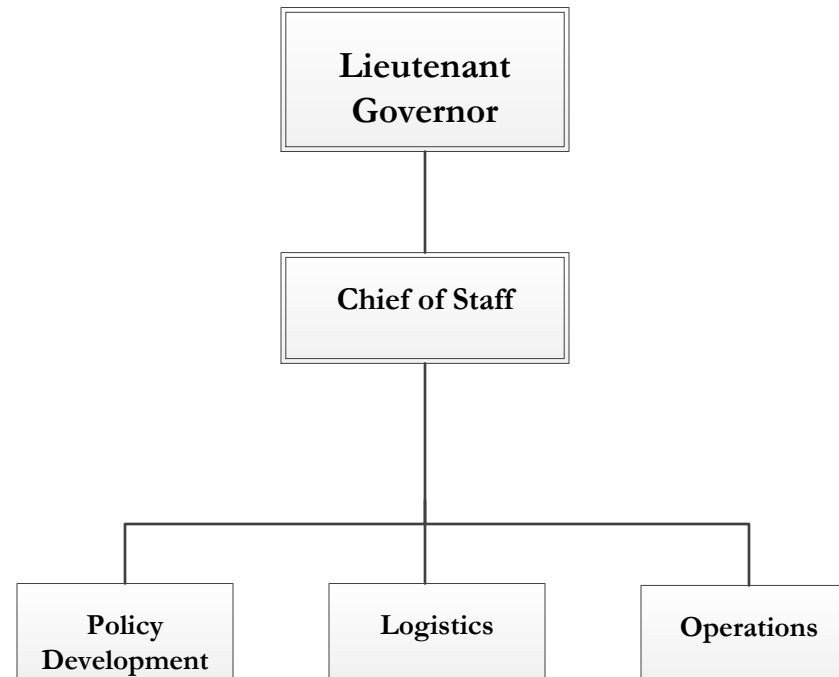 Lieutenant
Governor
Chief of Staff
Policy
Development
Logistics
Operations